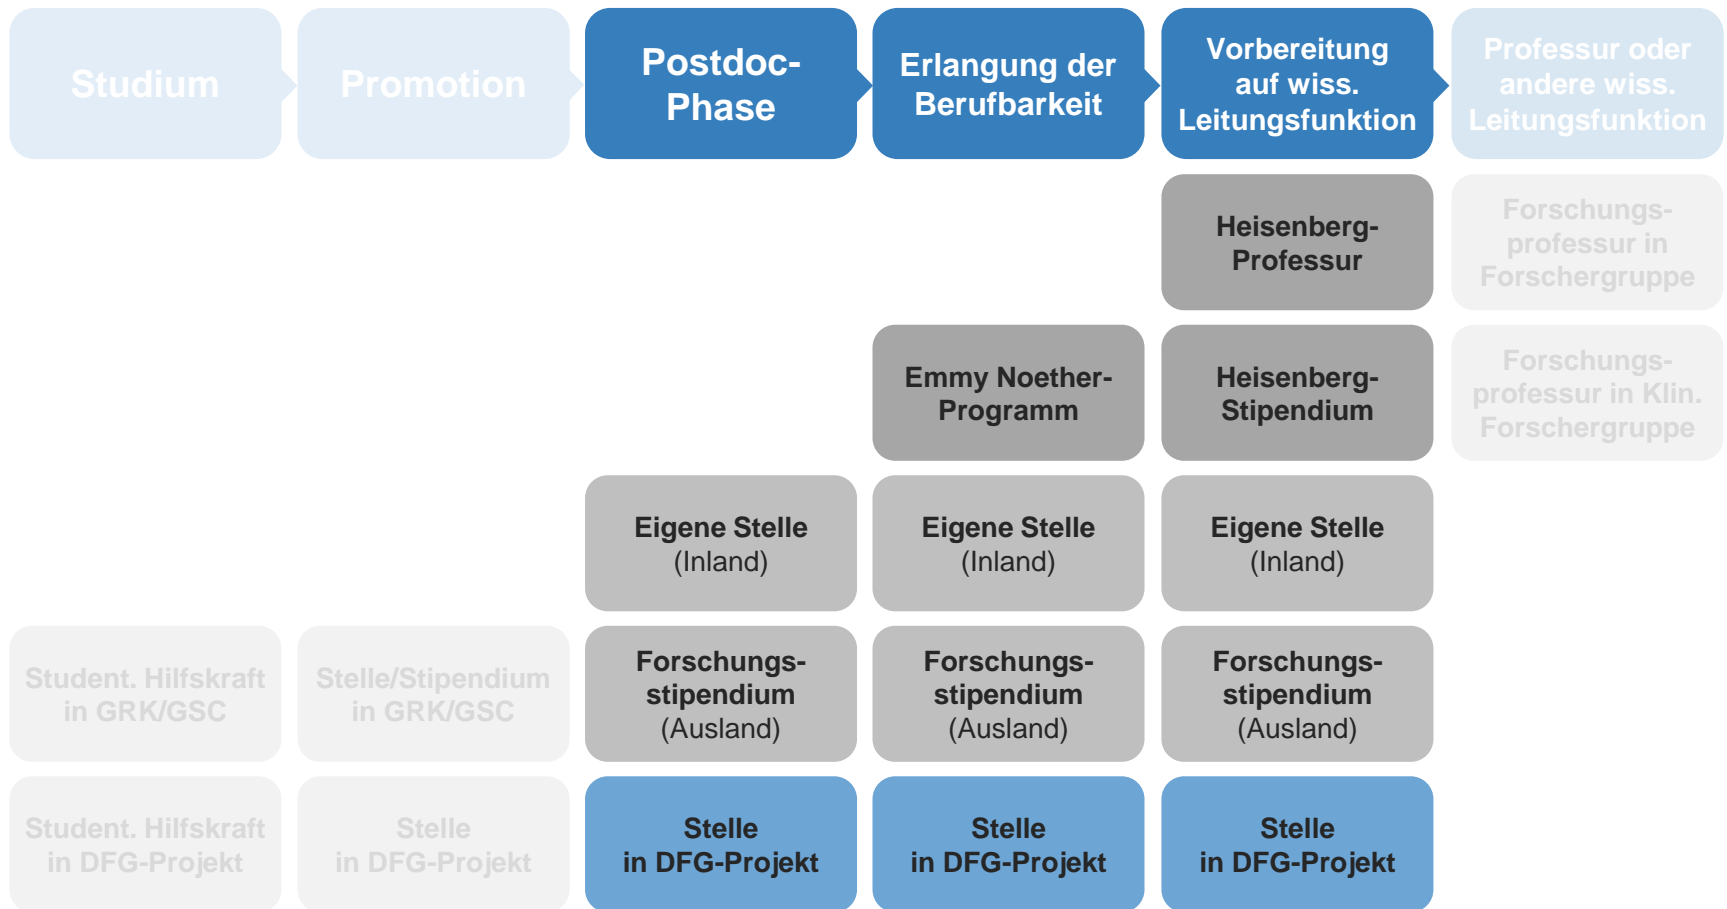 Studium
Promotion
Postdoc-
Phase
Erlangung der
Berufbarkeit
Vorbereitung
auf wiss.
Leitungsfunktion
Professur oder
andere wiss.
Leitungsfunktion
Heisenberg-
Professur
Forschungs-
professur in
Forschergruppe
Emmy Noether-
Programm
Heisenberg-
Stipendium
Forschungs-
professur in Klin.
Forschergruppe
Eigene Stelle
(Inland)
Eigene Stelle
(Inland)
Eigene Stelle
(Inland)
Student. Hilfskraft
in GRK/GSC
Stelle/Stipendium
in GRK/GSC
Forschungs-
stipendium
(Ausland)
Forschungs-
stipendium
(Ausland)
Forschungs-
stipendium
(Ausland)
Student. Hilfskraft
in DFG-Projekt
Stelle
in DFG-Projekt
Stelle
in DFG-Projekt
Stelle
in DFG-Projekt
Stelle
in DFG-Projekt